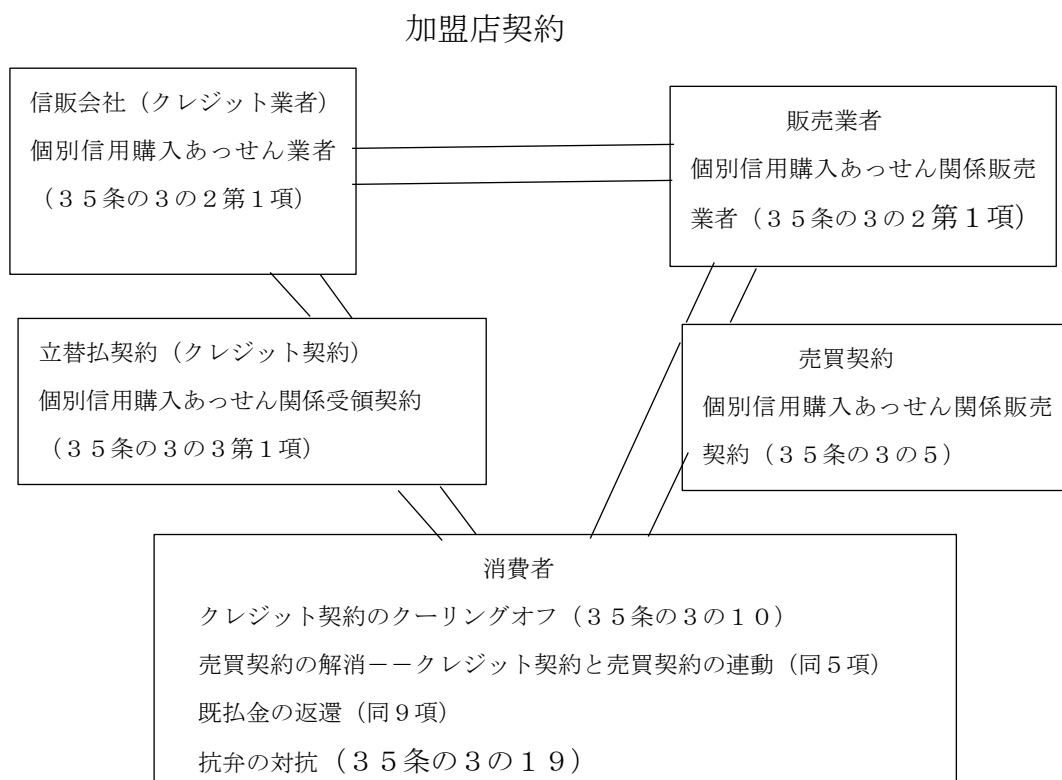 加盟店契約
信販会社（クレジット業者）
個別信用購入あっせん業者
（３５条の３の２第１項）
販売業者
個別信用購入あっせん関係販売
業者（３５条の３の２第１項）
立替払契約（クレジット契約）
個別信用購入あっせん関係受領契約
（３５条の３の３第１項）
売買契約
個別信用購入あっせん関係販売
契約（３５条の３の５）
消費者
クレジット契約のクーリングオフ（３５条の３の１０）
売買契約の解消－－クレジット契約と売買契約の連動（同５項）
既払金の返還（同９項）
抗弁の対抗（３５条の３の１９）